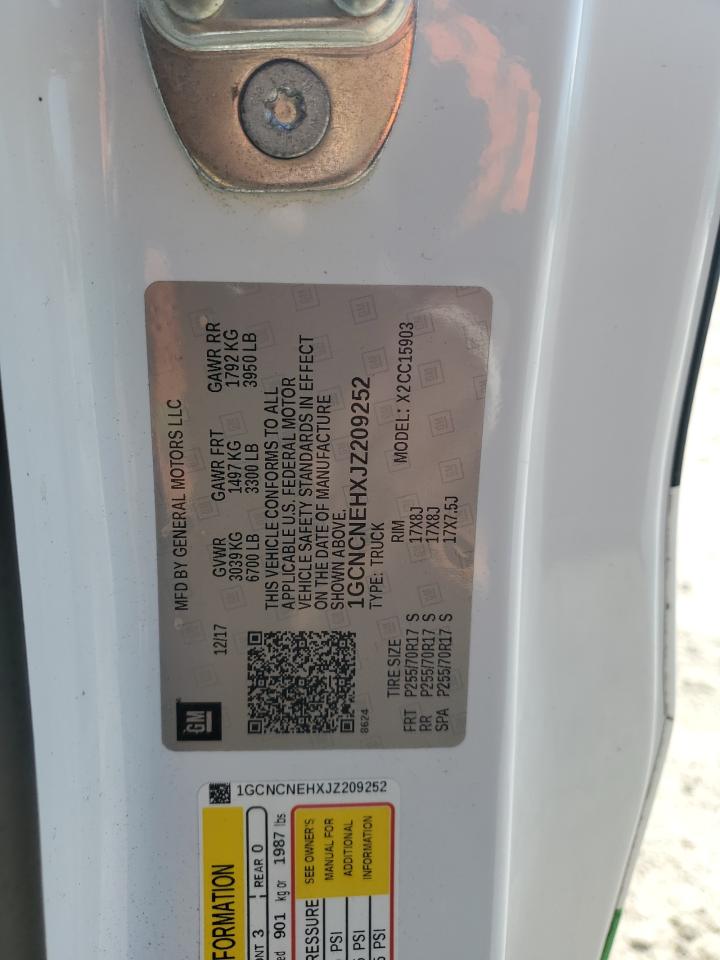 GM
12/17
MFD BY GENERAL MOTORS LLC
GVWR GAWR FRT GAWR RR
3039 KG 1497 KG 1792 KG
6700 LB 3300 LB 3950 LB
THIS VEHICLE CONFORMS TO ALL
APPLICABLE U.S. FEDERAL MOTOR
VEHICLE SAFETY STANDARDS IN EFFECT
ON THE DATE OF MANUFACTURE
SHOWN ABOVE.
1GCNCNEHXJZ209252
TYPE: TRUCK
MODEL: X2CC15903
8624
TIRE SIZE RIM
FRT P255/70R17 S 17X8J
RR P255/70R17 S 17X8J
SPA P255/70R17 S 17X7.5J
1GCNCNEHXJZ209252
REAR 0
3
901 kg or 1987 lbs
SEE OWNER'S
MANUAL FOR
ADDITIONAL
INFORMATION
PSI
PSI
PSI